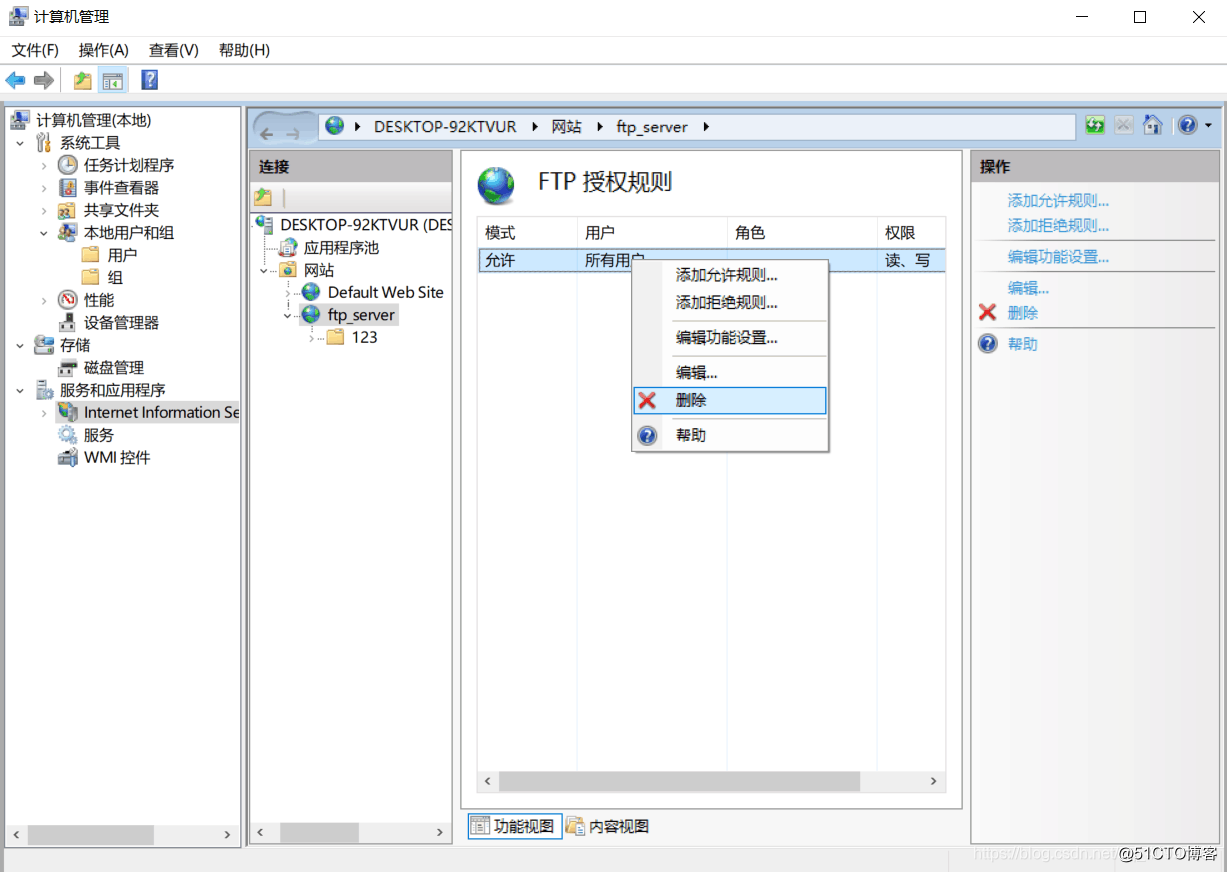 计算机管理
文件(F) 操作(A) 查看(V) 帮助(H)
计算机管理(本地)
系统工具
任务计划程序
事件查看器
共享文件夹
本地用户和组
用户
组
性能
设备管理器
存储
磁盘管理
服务和应用程序
Internet Information Se
服务
WMI 控件
DESKTOP-92KTVUR 网站 ftp_server
连接
DESKTOP-92KTVUR (DES
应用程序池
网站
Default Web Site
ftp_server
123
FTP 授权规则
模式 用户 角色 权限
允许 所有用户 读、写
添加允许规则...
添加拒绝规则...
编辑功能设置...
编辑...
删除
帮助
功能视图 内容视图
操作
添加允许规则...
添加拒绝规则...
编辑功能设置...
编辑...
删除
帮助
https://blog.csdn.net
@51CTO博客